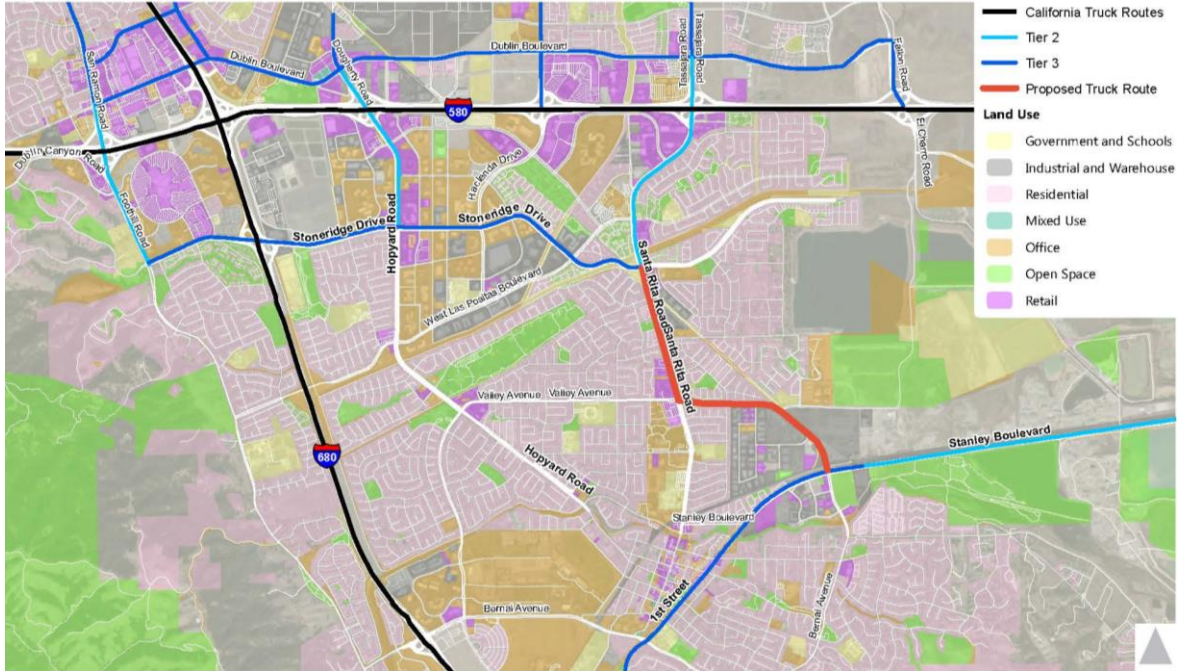 San Ramon Road
Dublin Boulevard
Dougherty Road
Dublin Boulevard
Tassajara Road
Tassajara Road
Fallon Road
580
Dublin Canyon Road
Foothill Road
Hacienda Drive
El Charro Road
Stoneridge Drive
Stoneridge Drive
Hopyard Road
West Las Positas Boulevard
Santa Rita Road
Santa Rita Road
Valley Avenue
Valley Avenue
Hopyard Road
680
Stanley Boulevard
Stanley Boulevard
1st Street
Bernal Avenue
Bernal Avenue
California Truck Routes
Tier 2
Tier 3
Proposed Truck Route
Land Use
Government and Schools
Industrial and Warehouse
Residential
Mixed Use
Office
Open Space
Retail